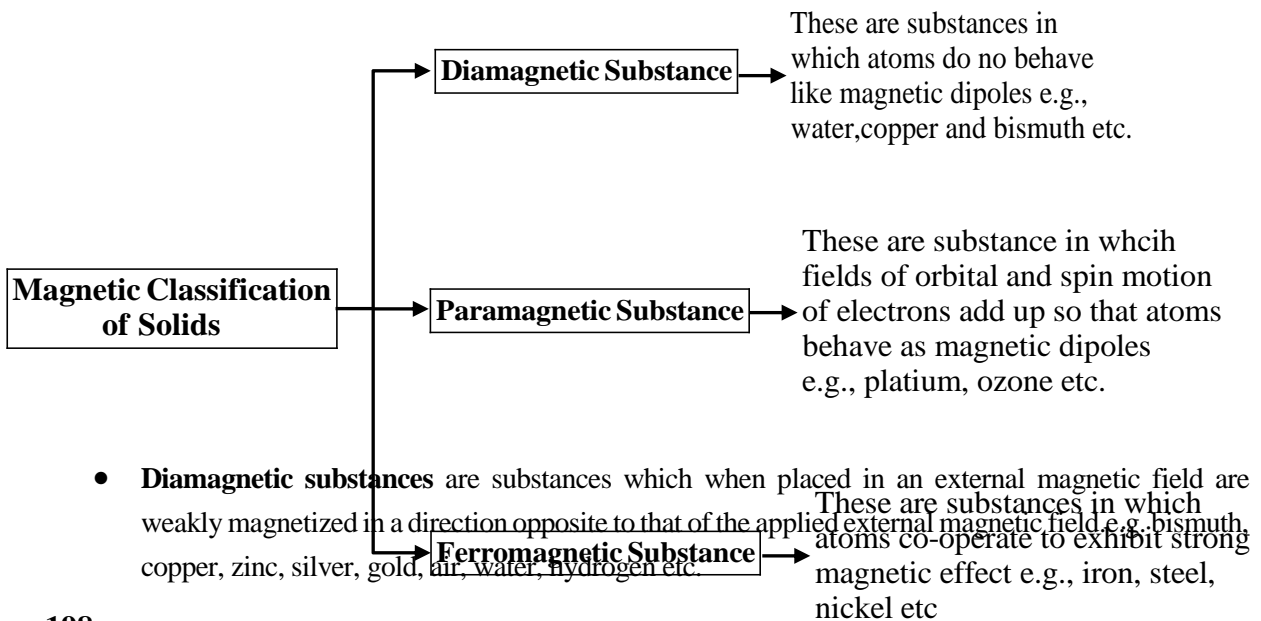 These are substances in
which atoms do no behave
like magnetic dipoles e.g.,
water,copper and bismuth etc.
Diamagnetic Substance
Magnetic Classification
of Solids
Paramagnetic Substance
These are substance in whcih
fields of orbital and spin motion
of electrons add up so that atoms
behave as magnetic dipoles
e.g., platium, ozone etc.
• Diamagnetic substances are substances which when placed in an external magnetic field are
weakly magnetized in a direction opposite to that of the applied external magnetic field e.g. bismuth,
copper, zinc, silver, gold, air, water, hydrogen etc.
Ferromagnetic Substance
These are substances in which
atoms co-operate to exhibit strong
magnetic effect e.g., iron, steel,
nickel etc